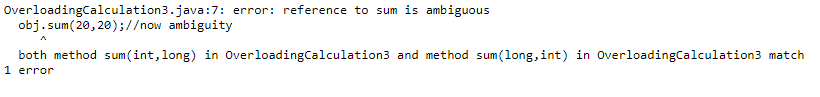 OverloadingCalculation3.java:7: error: reference to sum is ambiguous
  obj.sum(20,20);//now ambiguity
     ^
  both method sum(int,long) in OverloadingCalculation3 and method sum(long,int) in OverloadingCalculation3 match
1 error